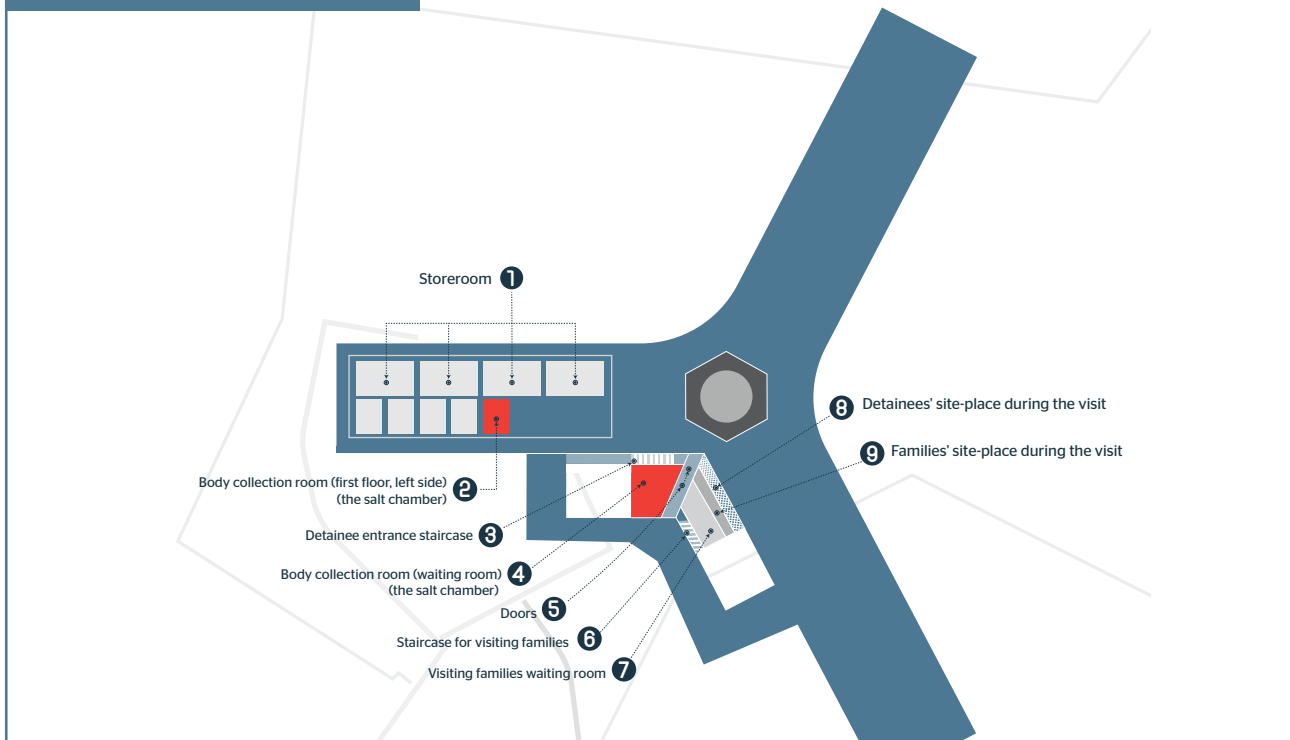 Storeroom 1
8 Detainees' site-place during the visit
9 Families' site-place during the visit
Body collection room (first floor, left side) 2
(the salt chamber)
Detainee entrance staircase 3
Body collection room (waiting room) 4
(the salt chamber)
Doors 5
Staircase for visiting families 6
Visiting families waiting room 7